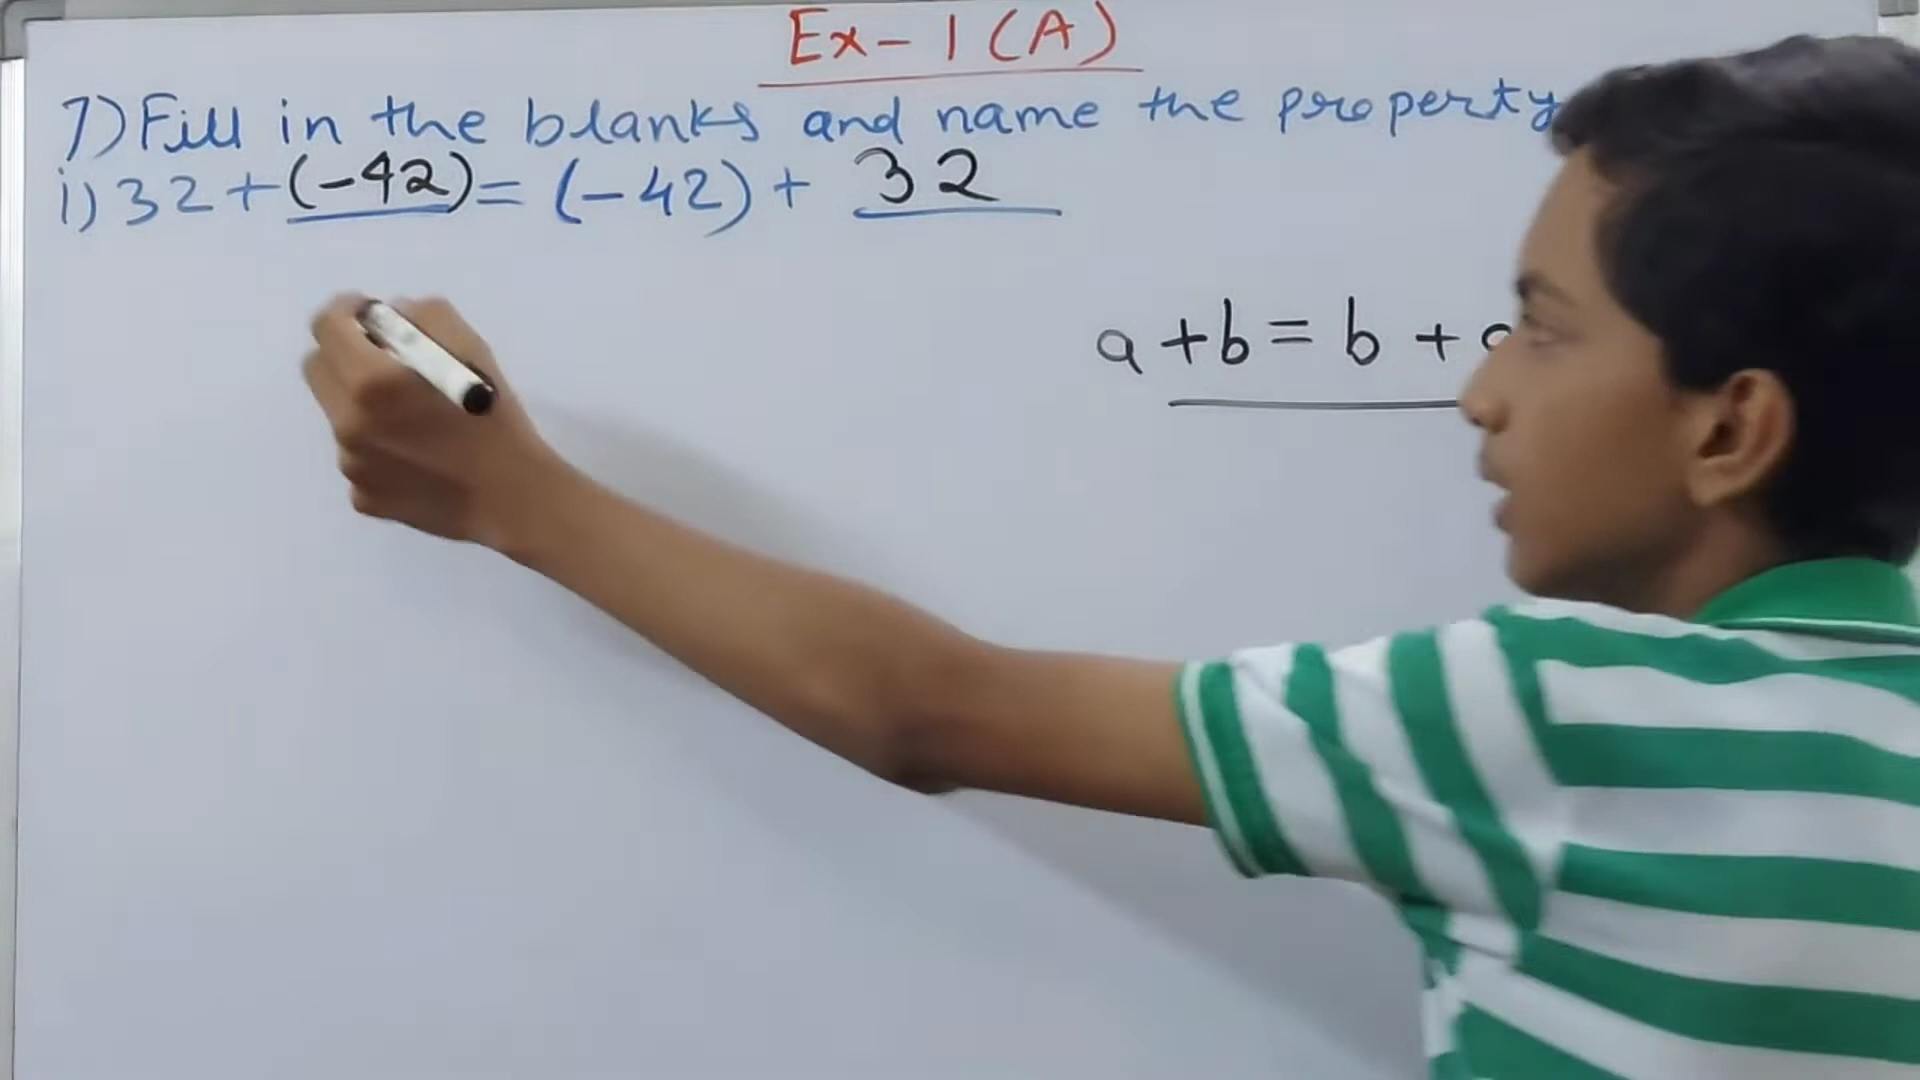 Ex-1(A)
7) Fill in the blanks and name the property
i) 32 + (-42) = (-42) + 32
a + b = b +